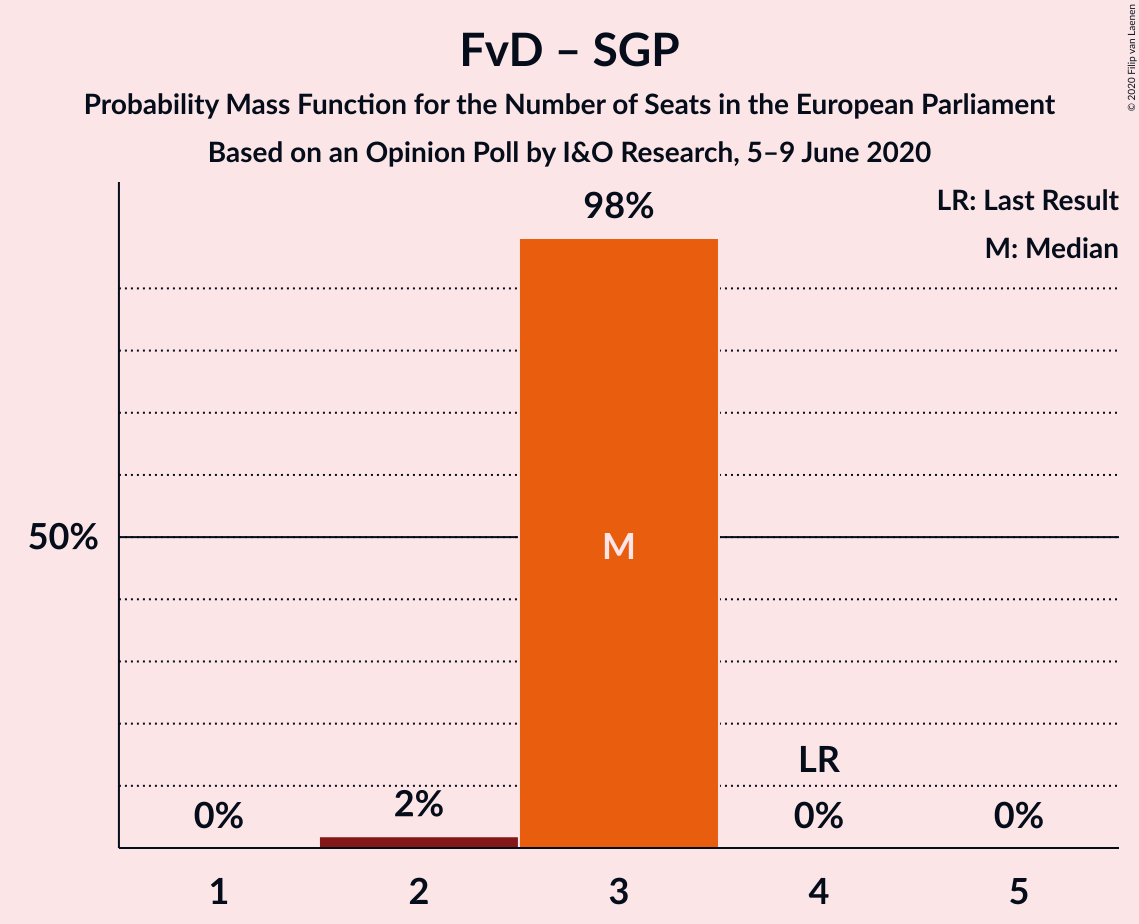 FvD – SGP
Probability Mass Function for the Number of Seats in the European Parliament
Based on an Opinion Poll by I&O Research, 5–9 June 2020
© 2020 Filip van Laenen
LR: Last Result
M: Median
98%
50%
M
LR
0%
2%
0%
0%
1
2
3
4
5